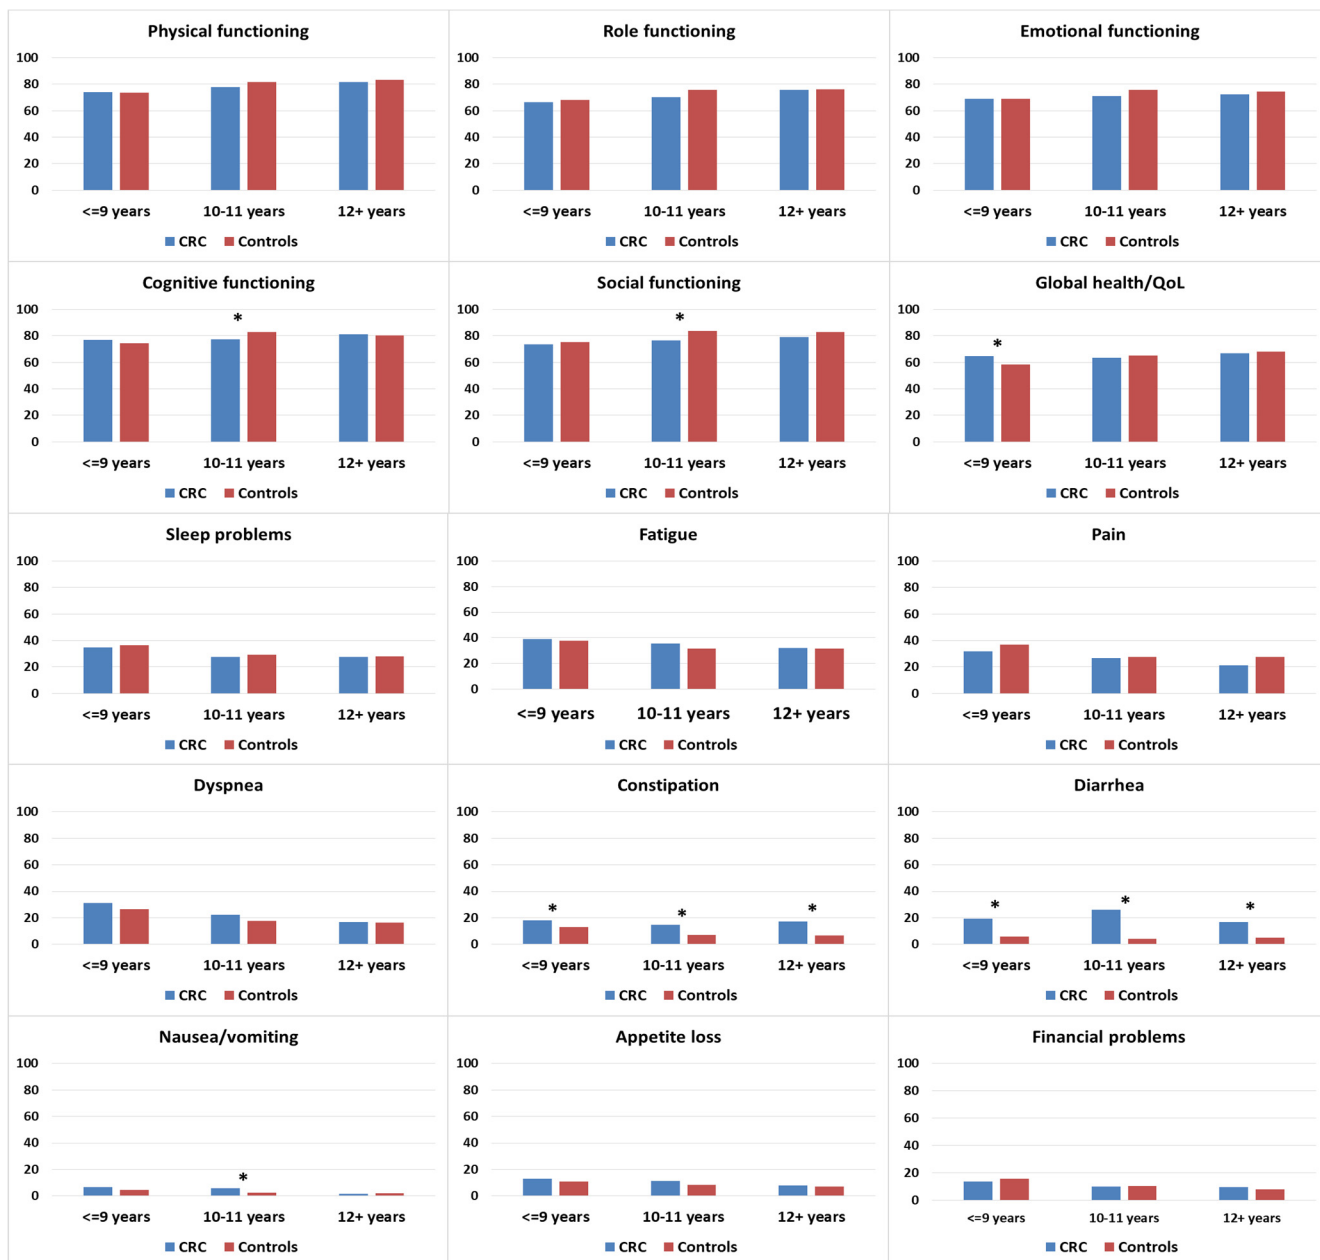 Physical functioning
100
80
60
40
20
0
<=9 years 10-11 years 12+ years
CRC Controls
Role functioning
100
80
60
40
20
0
<=9 years 10-11 years 12+ years
CRC Controls
Emotional functioning
100
80
60
40
20
0
<=9 years 10-11 years 12+ years
CRC Controls
Cognitive functioning
100
*
80
60
40
20
0
<=9 years 10-11 years 12+ years
CRC Controls
Social functioning
100
*
80
60
40
20
0
<=9 years 10-11 years 12+ years
CRC Controls
Global health/QoL
100
80
*
60
40
20
0
<=9 years 10-11 years 12+ years
CRC Controls
Sleep problems
100
80
60
40
20
0
<=9 years 10-11 years 12+ years
CRC Controls
Fatigue
100
80
60
40
20
0
<=9 years 10-11 years 12+ years
CRC Controls
Pain
100
80
60
40
20
0
<=9 years 10-11 years 12+ years
CRC Controls
Dyspnea
100
80
60
40
20
0
<=9 years 10-11 years 12+ years
CRC Controls
Constipation
100
80
60
40
* * *
20
0
<=9 years 10-11 years 12+ years
CRC Controls
Diarrhea
100
80
60
40
* * *
20
0
<=9 years 10-11 years 12+ years
CRC Controls
Nausea/vomiting
100
80
60
40
20
*
0
<=9 years 10-11 years 12+ years
CRC Controls
Appetite loss
100
80
60
40
20
0
<=9 years 10-11 years 12+ years
CRC Controls
Financial problems
100
80
60
40
20
0
<=9 years 10-11 years 12+ years
CRC Controls